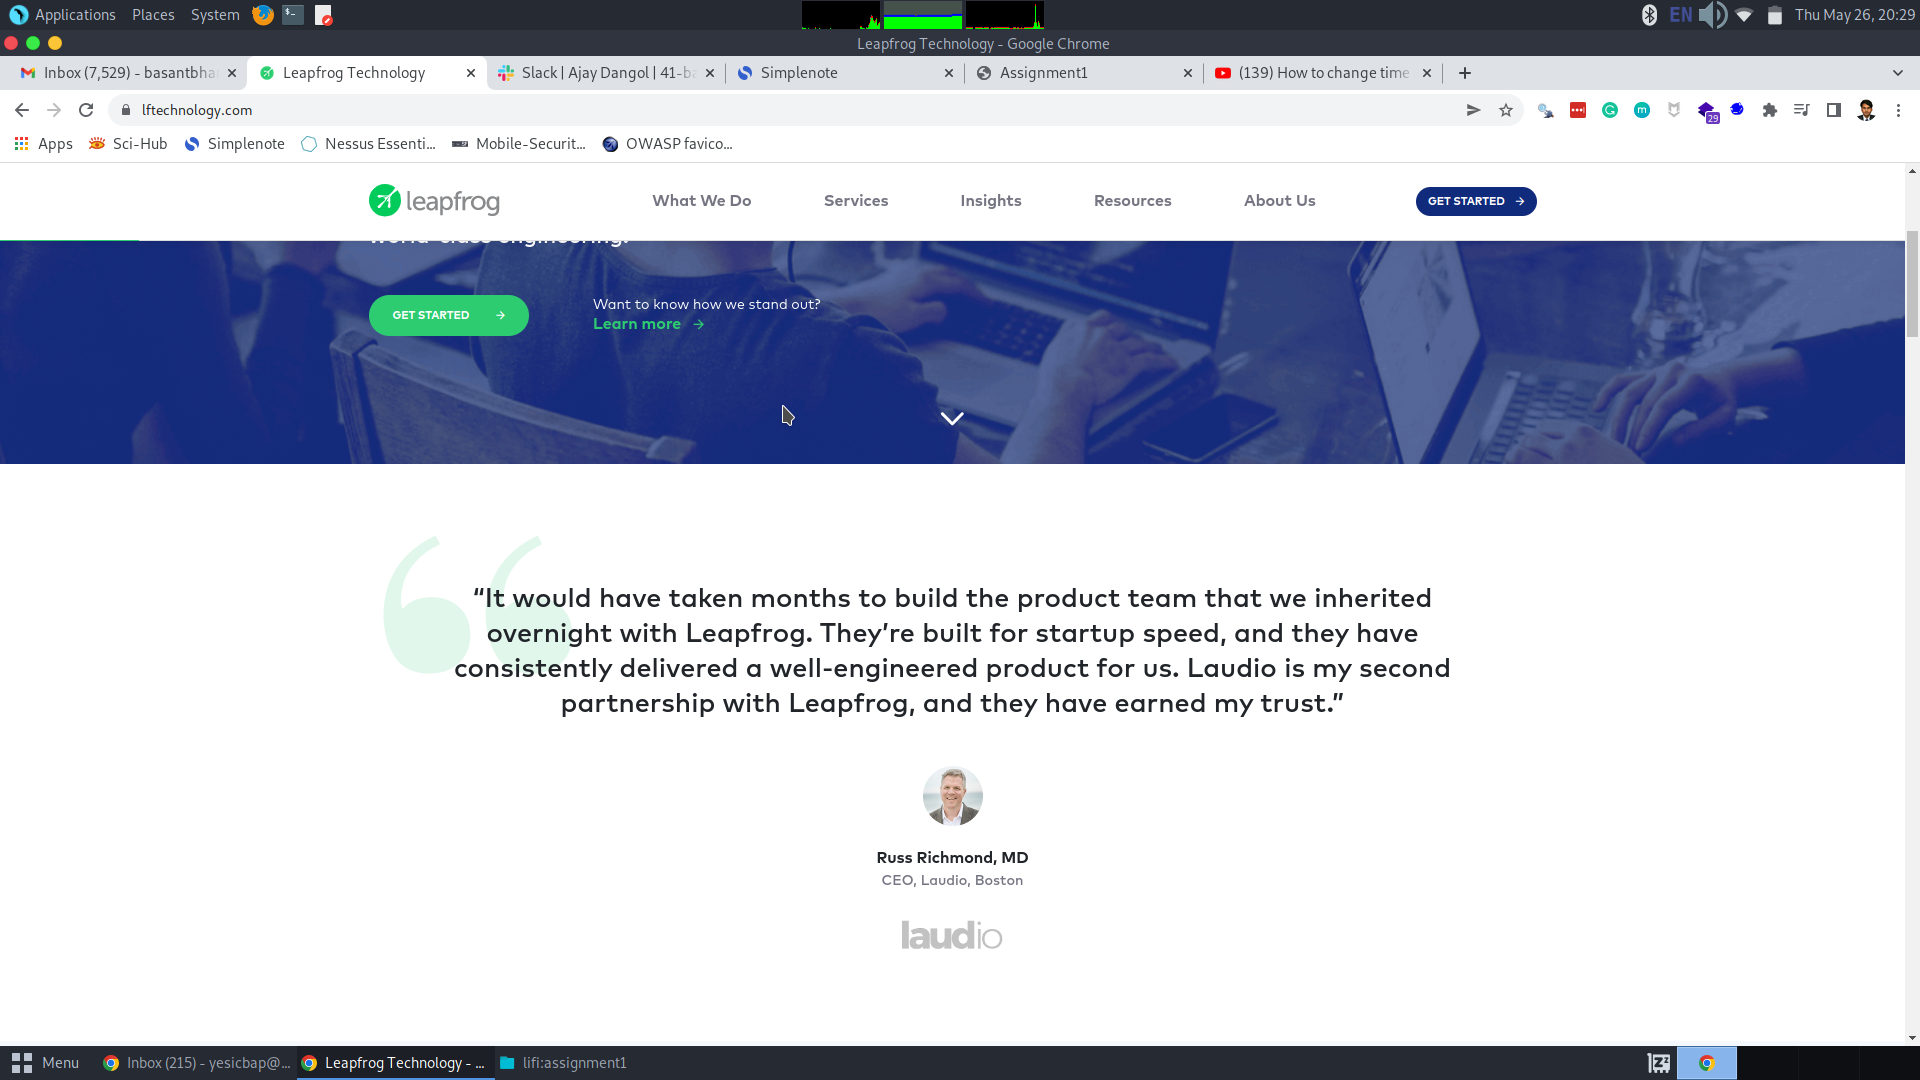 Applications Places System
EN Thu May 26, 20:29
Leapfrog Technology - Google Chrome
Inbox (7,529) - basantbha
Leapfrog Technology
Slack | Ajay Dangol | 41-ba
Simplenote
Assignment1
(139) How to change time
lftechnology.com
29
Apps
Sci-Hub
Simplenote
Nessus Essenti...
Mobile-Securit...
OWASP favico...
leapfrog
What We Do
Services
Insights
Resources
About Us
GET STARTED →
world-class engineering.
GET STARTED →
Want to know how we stand out?
Learn more →
“It would have taken months to build the product team that we inherited
overnight with Leapfrog. They’re built for startup speed, and they have
consistently delivered a well-engineered product for us. Laudio is my second
partnership with Leapfrog, and they have earned my trust.”
Russ Richmond, MD
CEO, Laudio, Boston
laudio
Menu
Inbox (215) - yesicbap@...
Leapfrog Technology - ...
lifi:assignment1